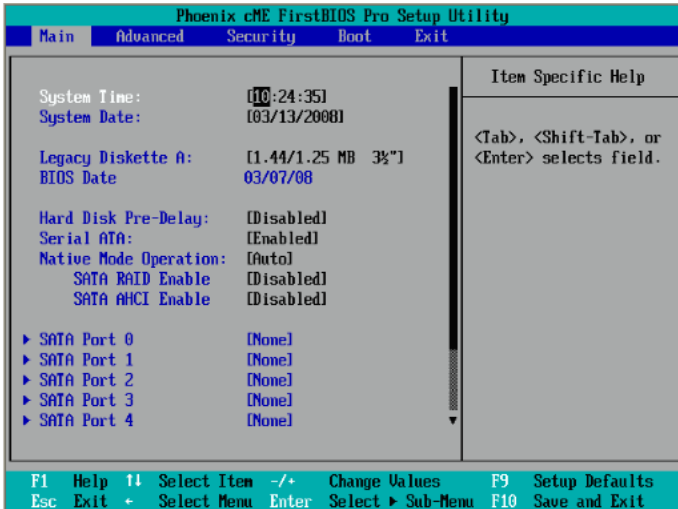 Phoenix cME FirstBIOS Pro Setup Utility
Main Advanced Security Boot Exit
Item Specific Help
System Time: [10:24:35]
System Date: [03/13/2008]
<Tab>, <Shift-Tab>, or
<Enter> selects field.
Legacy Diskette A: [1.44/1.25 MB 3½"]
BIOS Date 03/07/08
Hard Disk Pre-Delay: [Disabled]
Serial ATA: [Enabled]
Native Mode Operation: [Auto]
SATA RAID Enable [Disabled]
SATA AHCI Enable [Disabled]
▶ SATA Port 0 [None]
▶ SATA Port 1 [None]
▶ SATA Port 2 [None]
▶ SATA Port 3 [None]
▶ SATA Port 4 [None]
F1 Help ↑↓ Select Item -/+ Change Values F9 Setup Defaults
Esc Exit ← Select Menu Enter Select ▶ Sub-Menu F10 Save and Exit